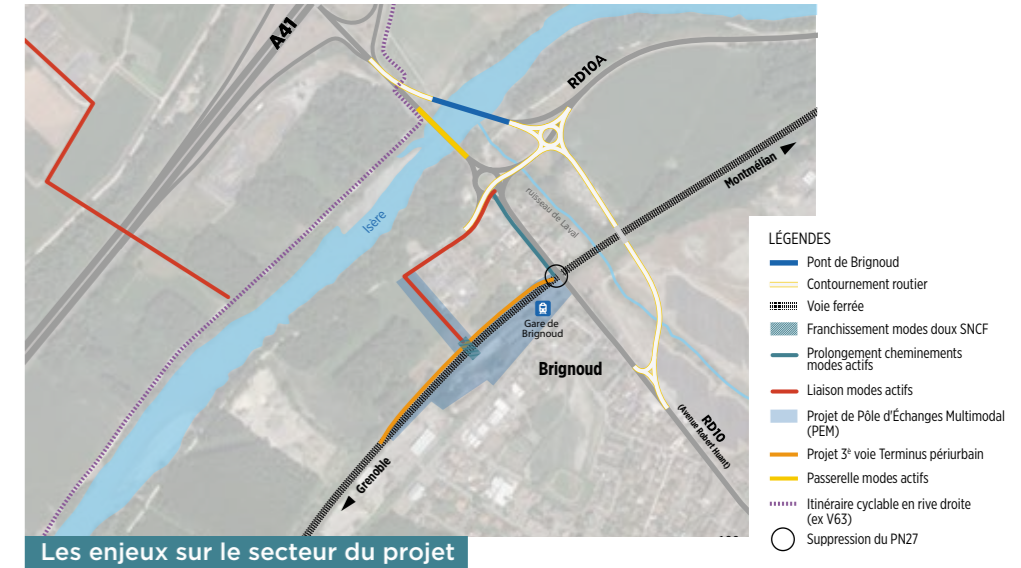 A41
RD10A
Montmélian
Isère
ruisseau de Laval
Gare de
Brignoud
Brignoud
RD10
(Avenue Robert Huant)
Grenoble
Les enjeux sur le secteur du projet
LÉGENDES
Pont de Brignoud
Contournement routier
Voie ferrée
Franchissement modes doux SNCF
Prolongement cheminements
modes actifs
Liaison modes actifs
Projet de Pôle d'Échanges Multimodal
(PEM)
Projet 3è voie Terminus périurbain
Passerelle modes actifs
Itinéraire cyclable en rive droite
(ex V63)
Suppression du PN27